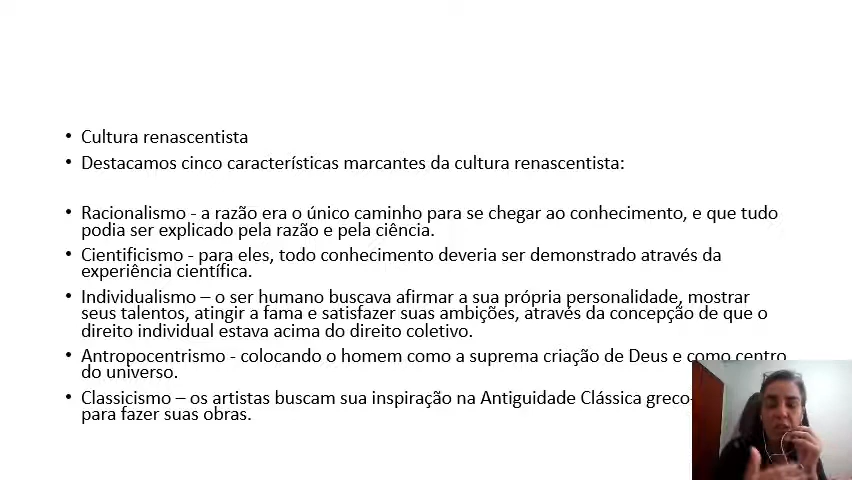 • Cultura renascentista
• Destacamos cinco características marcantes da cultura renascentista:
• Racionalismo - a razão era o único caminho para se chegar ao conhecimento, e que tudo
podia ser explicado pela razão e pela ciência.
• Cientificismo - para eles, todo conhecimento deveria ser demonstrado através da
experiência científica.
• Individualismo – o ser humano buscava afirmar a sua própria personalidade, mostrar
seus talentos, atingir a fama e satisfazer suas ambições, através da concepção de que o
direito individual estava acima do direito coletivo.
• Antropocentrismo - colocando o homem como a suprema criação de Deus e como centro
do universo.
• Classicismo – os artistas buscam sua inspiração na Antiguidade Clássica greco-
para fazer suas obras.